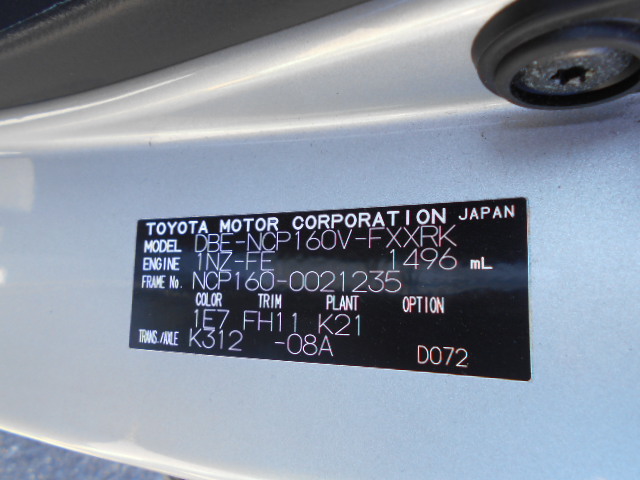 TOYOTA MOTOR CORPORATION JAPAN
MODEL DBE-NCP160V-FXXRK
ENGINE 1NZ-FE 1496 mL
FRAME No. NCP160-0021235
COLOR TRIM PLANT OPTION
1E7 FH11 K21
TRANS./AXLE K312 -08A D072